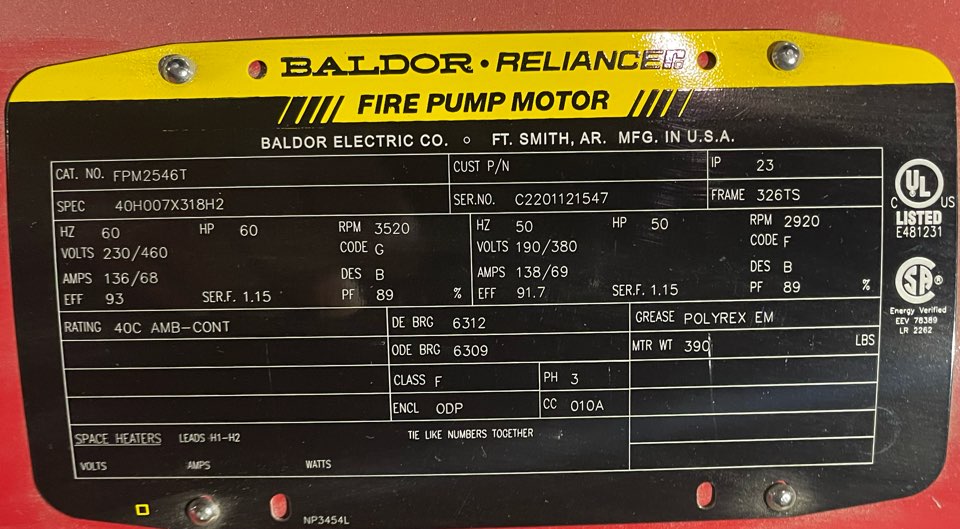 BALDOR • RELIANCER
FIRE PUMP MOTOR
BALDOR ELECTRIC CO. ○ FT. SMITH, AR. MFG. IN U.S.A.
CAT. NO. FPM2546T CUST P/N IP 23
SPEC 40H007X318H2 SER.NO. C2201121547 FRAME 326TS
HZ 60 HP 60 RPM 3520 HZ 50 HP 50 RPM 2920
VOLTS 230/460 CODE G VOLTS 190/380 CODE F
AMPS 136/68 DES B AMPS 138/69 DES B
EFF 93 SER.F. 1.15 PF 89 % EFF 91.7 SER.F. 1.15 PF 89 %
RATING 40C AMB-CONT DE BRG 6312 GREASE POLYREX EM
ODE BRG 6309 MTR WT 390 LBS
CLASS F PH 3
ENCL ODP CC 010A
SPACE HEATERS LEADS H1-H2 TIE LIKE NUMBERS TOGETHER
VOLTS AMPS WATTS
NP3454L
UL
C US
LISTED
E481231
SA®
Energy Verified
EEV 78389
LR 2262